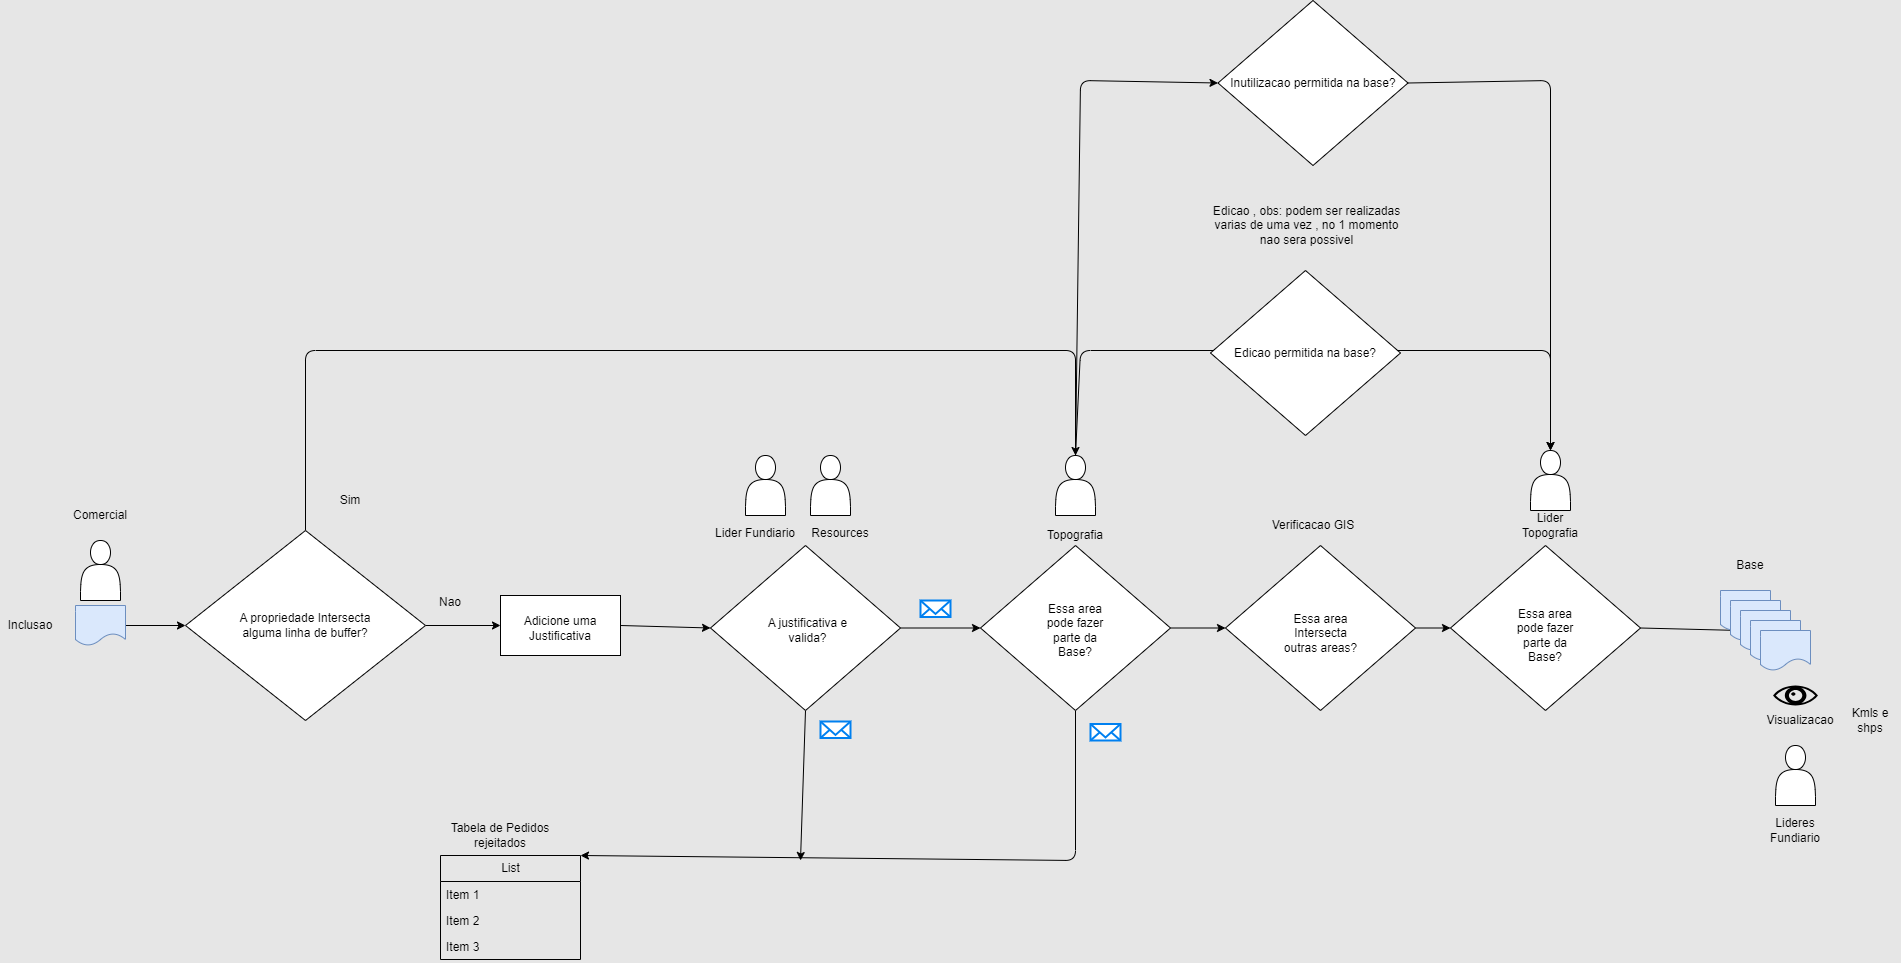 Inutilizacao permitida na base?
Edicao , obs: podem ser realizadas
varias de uma vez , no 1 momento
nao sera possivel
Edicao permitida na base?
Sim
Comercial
Inclusao
A propriedade Intersecta
alguma linha de buffer?
Nao
Adicione uma
Justificativa
Lider Fundiario
Resources
A justificativa e
valida?
Topografia
Essa area
pode fazer
parte da
Base?
Verificacao GIS
Essa area
Intersecta
outras areas?
Lider
Topografia
Essa area
pode fazer
parte da
Base?
Base
Visualizacao
Kmls e
shps
Lideres
Fundiario
Tabela de Pedidos
rejeitados
List
Item 1
Item 2
Item 3